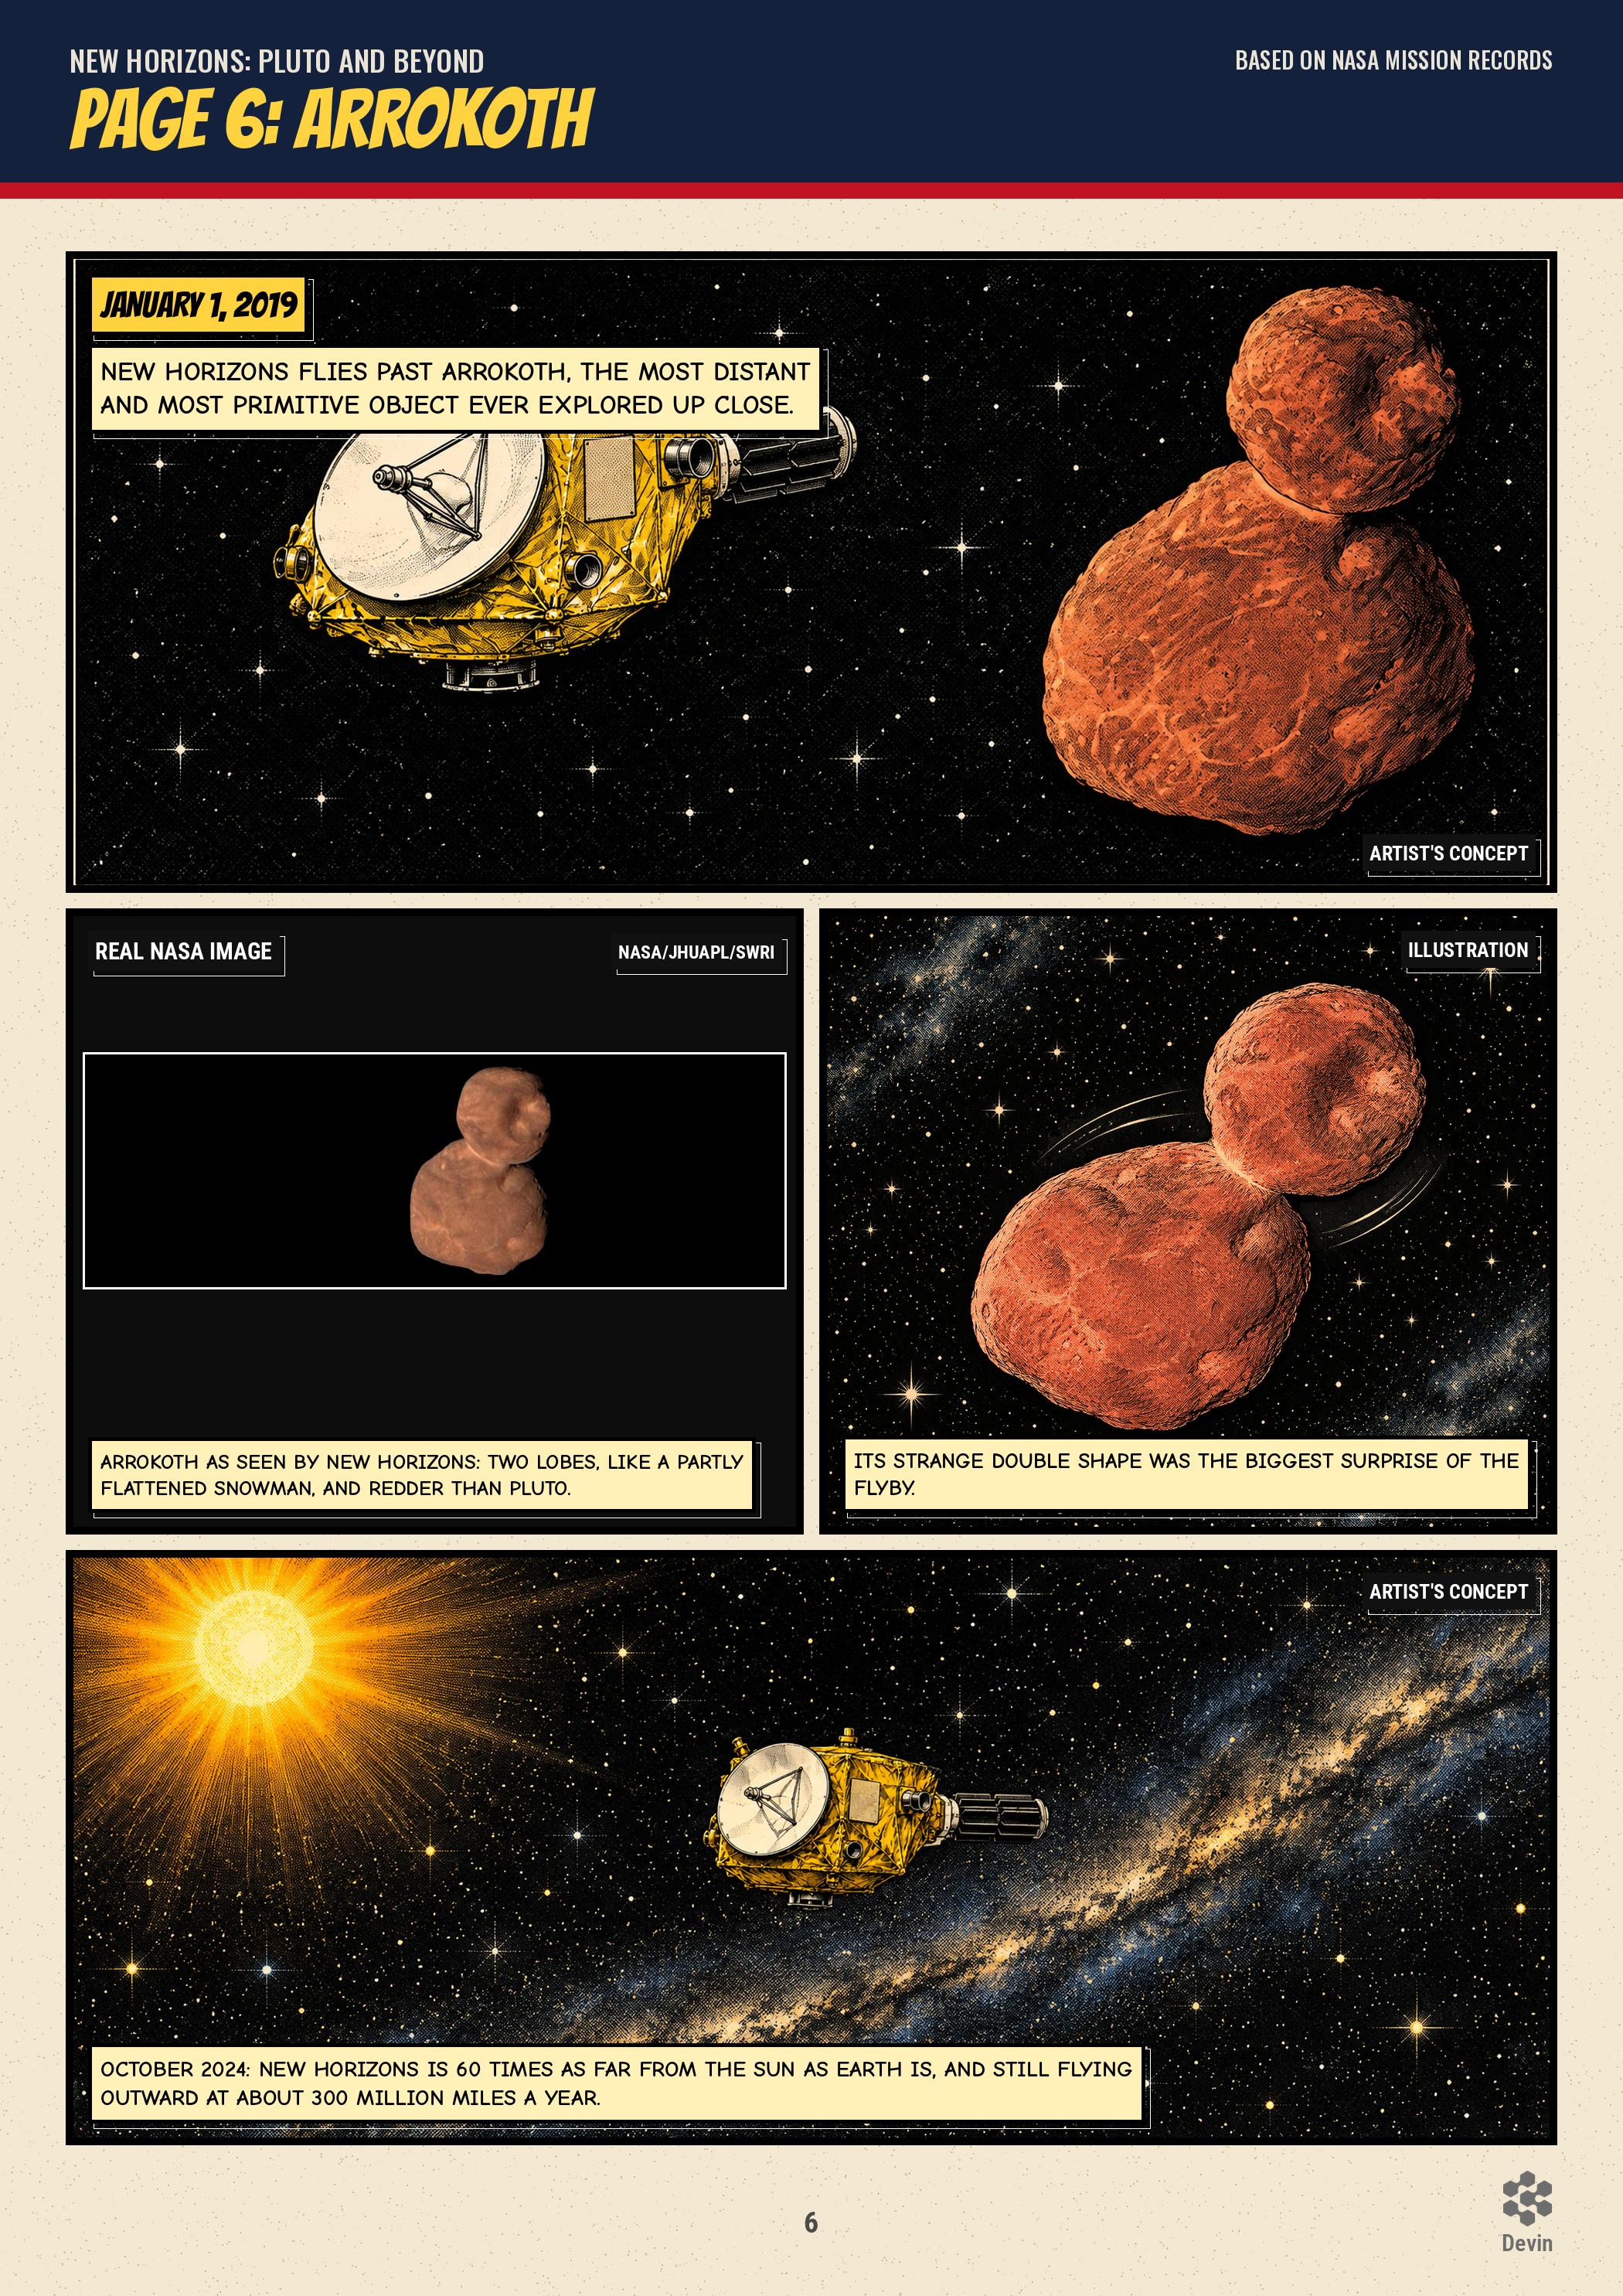 NEW HORIZONS: PLUTO AND BEYOND
BASED ON NASA MISSION RECORDS
PAGE 6: ARROKOTH
JANUARY 1, 2019
NEW HORIZONS FLIES PAST ARROKOTH, THE MOST DISTANT
AND MOST PRIMITIVE OBJECT EVER EXPLORED UP CLOSE.
ARTIST'S CONCEPT
REAL NASA IMAGE
NASA/JHUAPL/SWRI
ARROKOTH AS SEEN BY NEW HORIZONS: TWO LOBES, LIKE A PARTLY
FLATTENED SNOWMAN, AND REDDER THAN PLUTO.
ILLUSTRATION
ITS STRANGE DOUBLE SHAPE WAS THE BIGGEST SURPRISE OF THE
FLYBY.
ARTIST'S CONCEPT
OCTOBER 2024: NEW HORIZONS IS 60 TIMES AS FAR FROM THE SUN AS EARTH IS, AND STILL FLYING
OUTWARD AT ABOUT 300 MILLION MILES A YEAR.
6
Devin